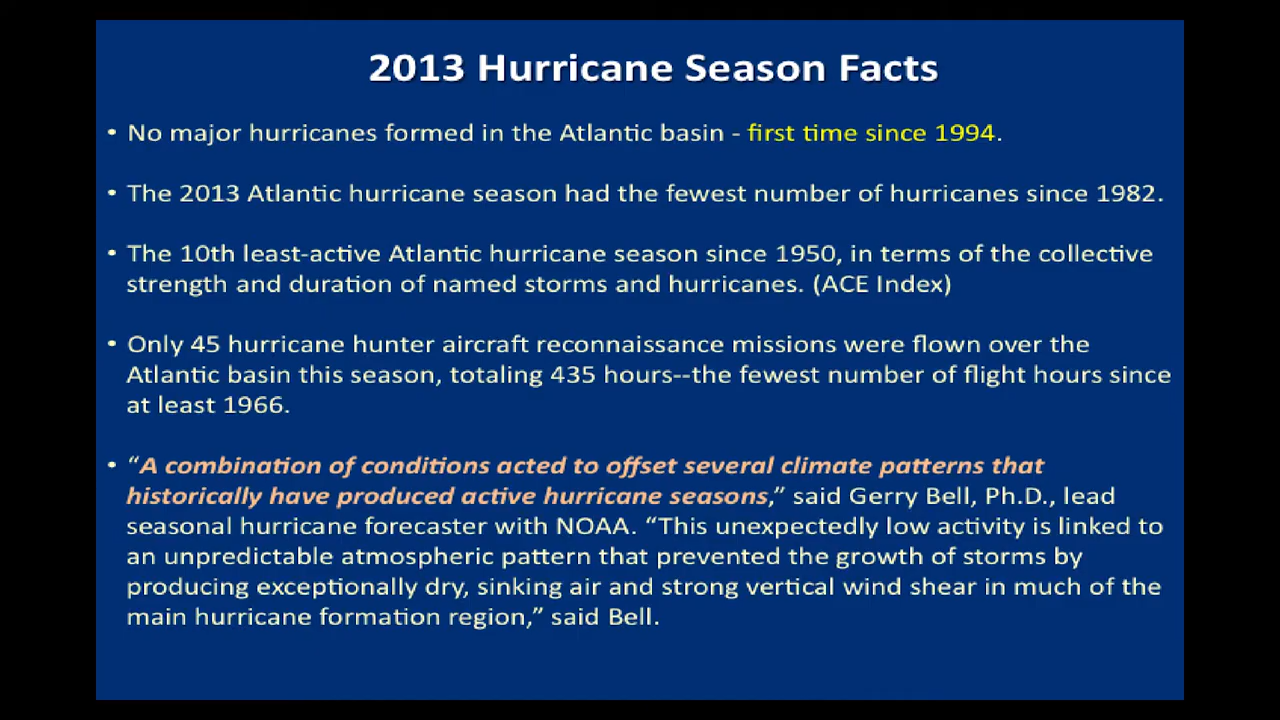 2013 Hurricane Season Facts
• No major hurricanes formed in the Atlantic basin - first time since 1994.
• The 2013 Atlantic hurricane season had the fewest number of hurricanes since 1982.
• The 10th least-active Atlantic hurricane season since 1950, in terms of the collective
strength and duration of named storms and hurricanes. (ACE Index)
• Only 45 hurricane hunter aircraft reconnaissance missions were flown over the
Atlantic basin this season, totaling 435 hours--the fewest number of flight hours since
at least 1966.
• “A combination of conditions acted to offset several climate patterns that
historically have produced active hurricane seasons,” said Gerry Bell, Ph.D., lead
seasonal hurricane forecaster with NOAA. “This unexpectedly low activity is linked to
an unpredictable atmospheric pattern that prevented the growth of storms by
producing exceptionally dry, sinking air and strong vertical wind shear in much of the
main hurricane formation region,” said Bell.